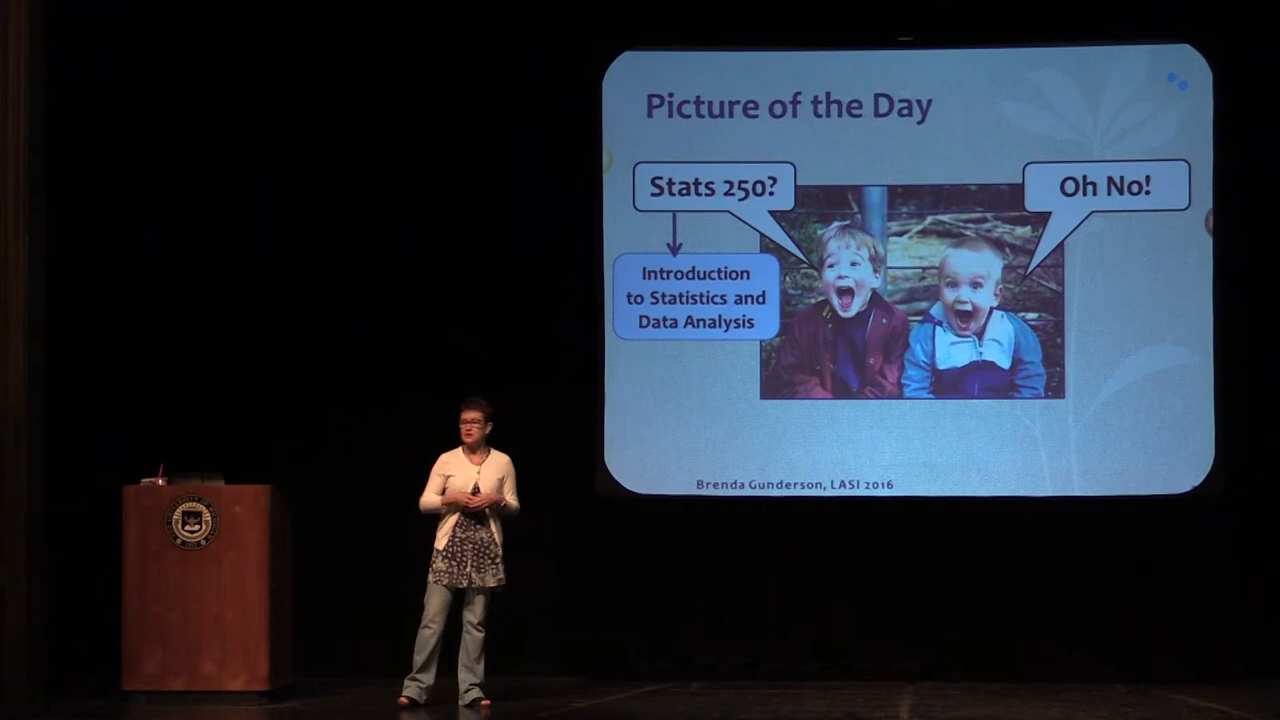 Picture of the Day
Stats 250?
Oh No!
Introduction
to Statistics and
Data Analysis
Brenda Gunderson, LASI 2016